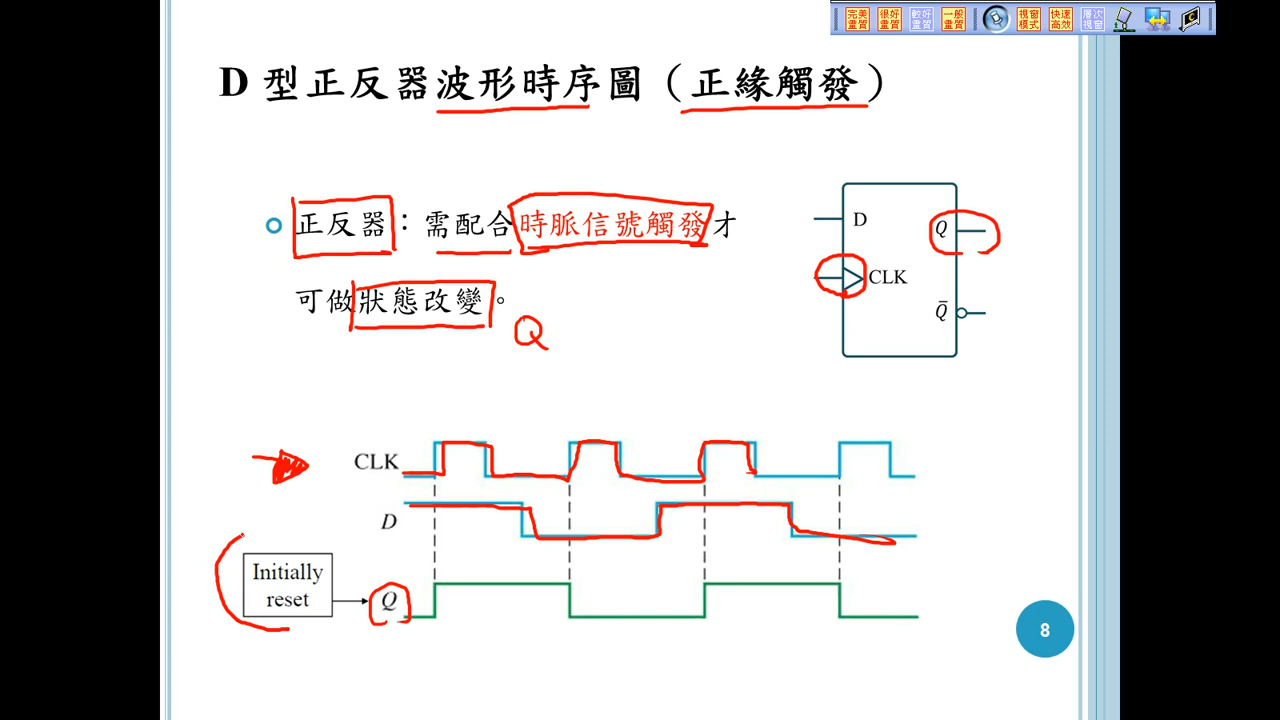 完美畫質 很好畫質 較好畫質 一般畫質 視窗模式 快速高效 層次視窗
D 型正反器波形時序圖（正緣觸發）
正反器：需配合時脈信號觸發才
可做狀態改變。
Q
D
Q
CLK
Q̄
CLK
D
Initially
reset
Q
8